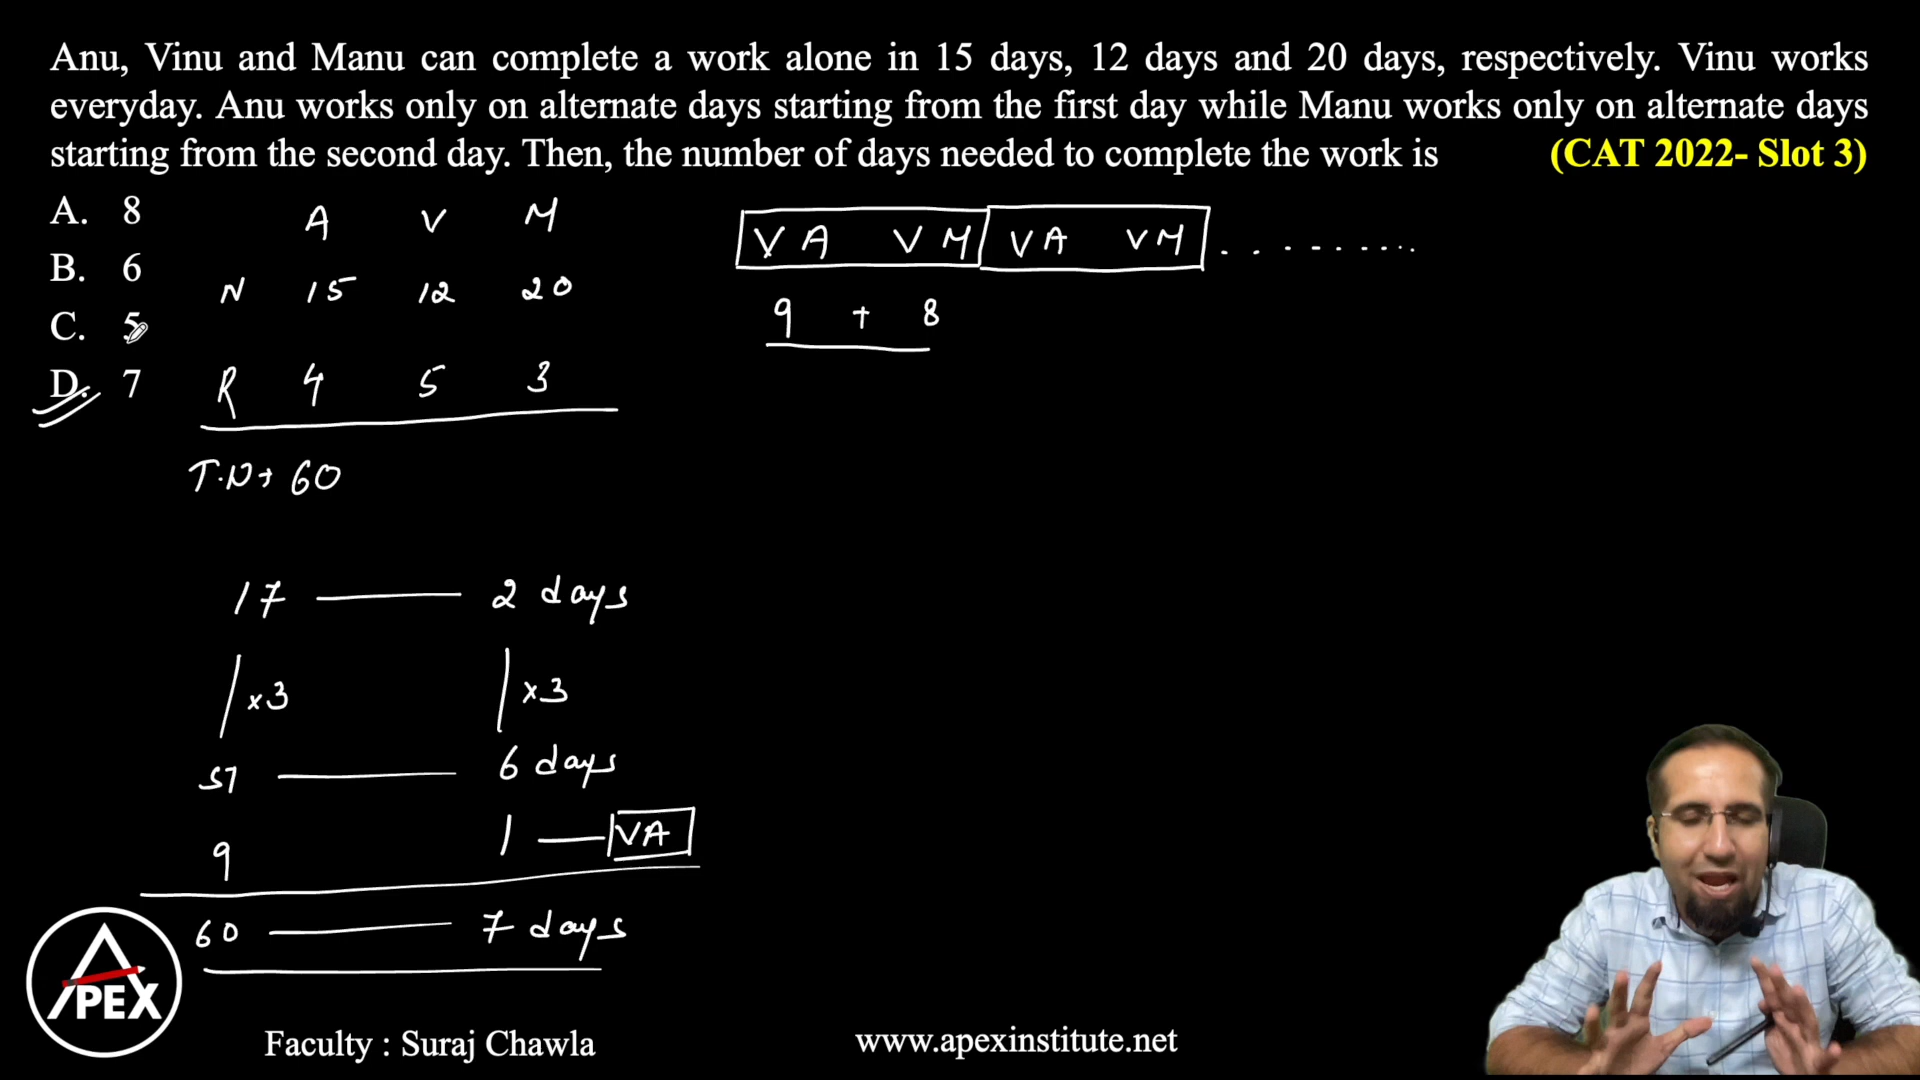 Anu, Vinu and Manu can complete a work alone in 15 days, 12 days and 20 days, respectively. Vinu works
everyday. Anu works only on alternate days starting from the first day while Manu works only on alternate days
starting from the second day. Then, the number of days needed to complete the work is (CAT 2022- Slot 3)
A. 8
B. 6
C. 5
D. 7
A V M
N 15 12 20
R 4 5 3
T.W → 60
VA VM VA VM ..........
9 + 8
17 — 2 days
x3 x3
51 — 6 days
9 1 — VA
60 — 7 days
APEX
Faculty : Suraj Chawla
www.apexinstitute.net